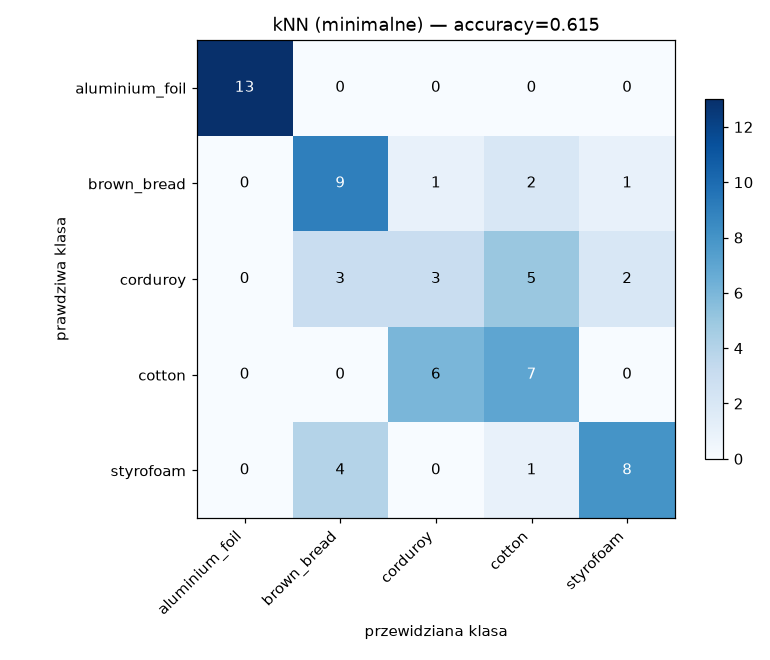 kNN (minimalne) — accuracy=0.615
aluminium_foil 13 0 0 0 0
brown_bread 0 9 1 2 1
corduroy 0 3 3 5 2
cotton 0 0 6 7 0
styrofoam 0 4 0 1 8
prawdziwa klasa
aluminium_foil brown_bread corduroy cotton styrofoam
przewidziana klasa
12
10
8
6
4
2
0